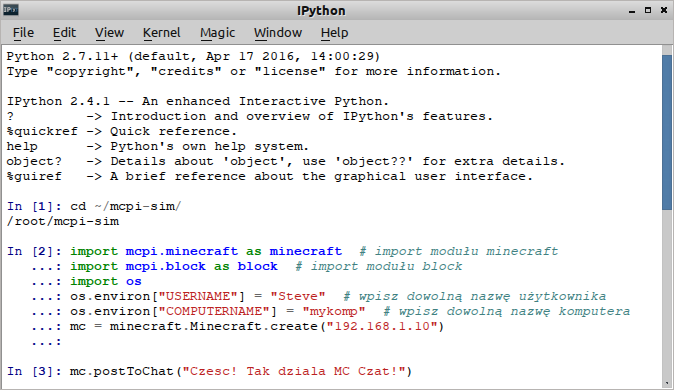 IPython
File Edit View Kernel Magic Window Help
Python 2.7.11+ (default, Apr 17 2016, 14:00:29)
Type "copyright", "credits" or "license" for more information.
IPython 2.4.1 -- An enhanced Interactive Python.
?         -> Introduction and overview of IPython's features.
%quickref -> Quick reference.
help      -> Python's own help system.
object?   -> Details about 'object', use 'object??' for extra details.
%guiref   -> A brief reference about the graphical user interface.
In [1]: cd ~/mcpi-sim/
/root/mcpi-sim
In [2]: import mcpi.minecraft as minecraft  # import modułu minecraft
   ...: import mcpi.block as block  # import modułu block
   ...: import os
   ...: os.environ["USERNAME"] = "Steve"  # wpisz dowolną nazwę użytkownika
   ...: os.environ["COMPUTERNAME"] = "mykomp"  # wpisz dowolną nazwę komputera
   ...: mc = minecraft.Minecraft.create("192.168.1.10")
   ...:
In [3]: mc.postToChat("Czesc! Tak dziala MC Czat!")